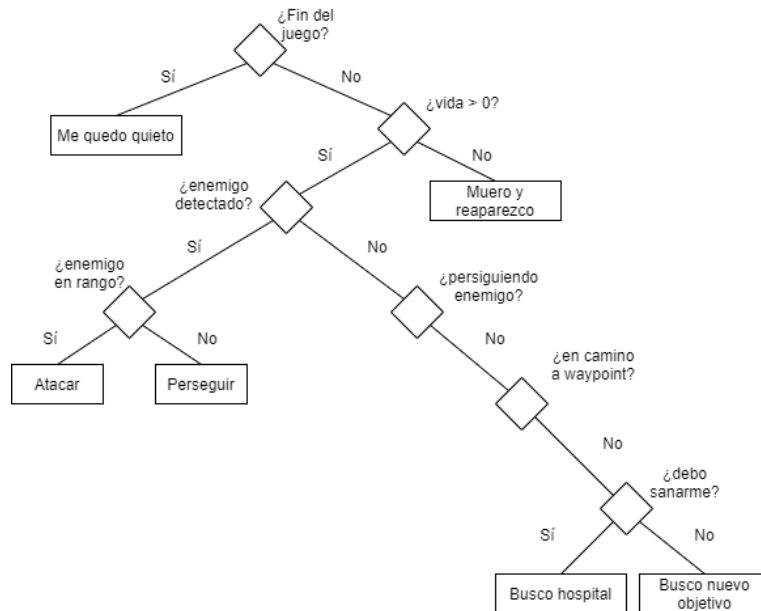 ¿Fin del
juego?
Sí
No
Me quedo quieto
¿vida > 0?
Sí
No
Muero y
reaparezco
¿enemigo
detectado?
Sí
No
¿enemigo
en rango?
¿persiguiendo
enemigo?
Sí
No
No
Atacar
Perseguir
¿en camino
a waypoint?
No
¿debo
sanarme?
Sí
No
Busco hospital
Busco nuevo
objetivo